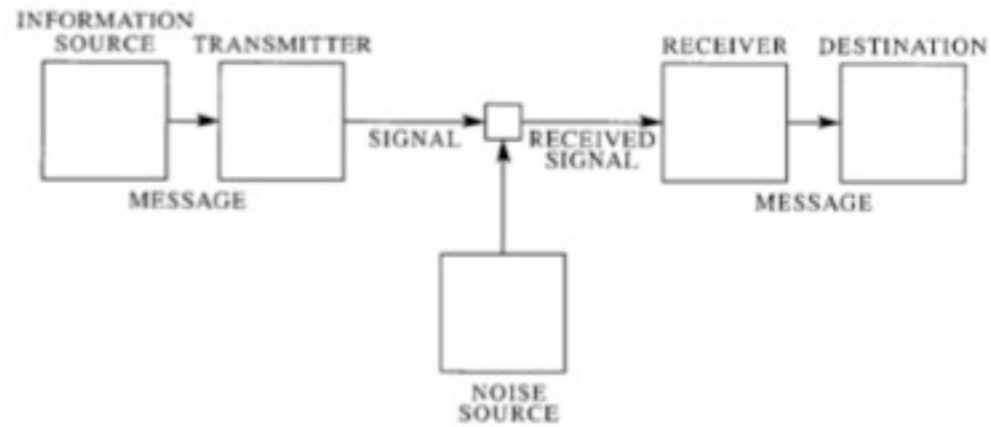 INFORMATION
SOURCE
TRANSMITTER
RECEIVER
DESTINATION
SIGNAL
RECEIVED
SIGNAL
MESSAGE
MESSAGE
NOISE
SOURCE